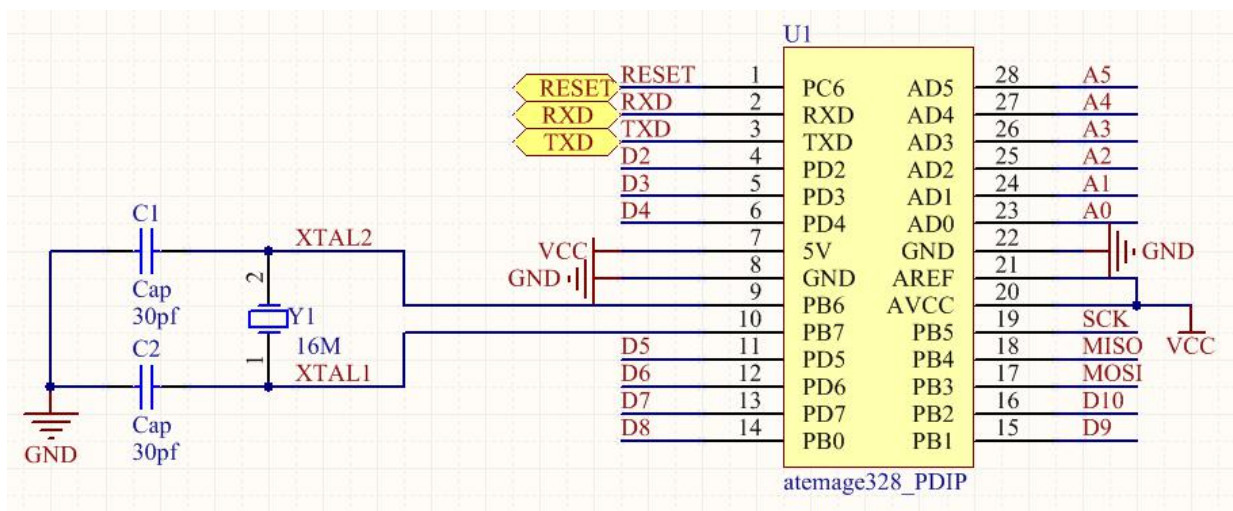 U1
RESET RESET 1 PC6 AD5 28 A5
RXD RXD 2 RXD AD4 27 A4
TXD TXD 3 TXD AD3 26 A3
D2 4 PD2 AD2 25 A2
D3 5 PD3 AD1 24 A1
D4 6 PD4 AD0 23 A0
VCC 7 5V GND 22 GND
GND 8 GND AREF 21
9 PB6 AVCC 20 VCC
10 PB7 PB5 19 SCK
D5 11 PD5 PB4 18 MISO
D6 12 PD6 PB3 17 MOSI
D7 13 PD7 PB2 16 D10
D8 14 PB0 PB1 15 D9
atemage328_PDIP
C1
XTAL2
Cap
30pf
2
Y1
16M
1
C2
XTAL1
Cap
30pf
GND